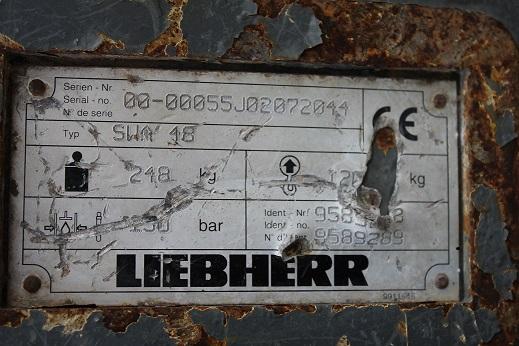 Serien - Nr.
Serial - no. 00-00055J02072044
N° de serie
Typ SWA 48
248 kg
kg
bar
Ident - Nr
Ident - no.
N° d'ident 9589289
LIEBHERR
CE